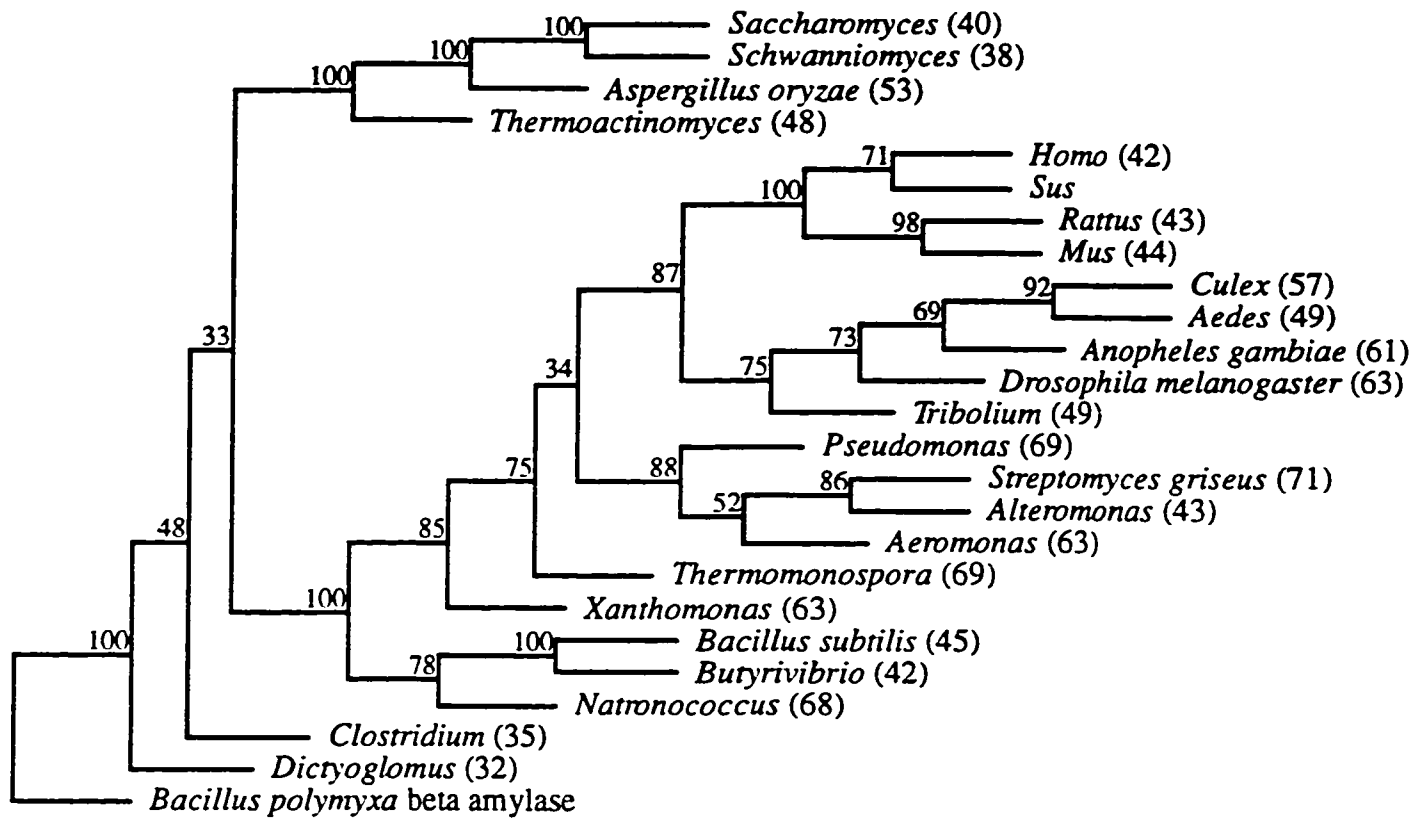 100
Saccharomyces (40)
100
Schwanniomyces (38)
100
Aspergillus oryzae (53)
Thermoactinomyces (48)
71
Homo (42)
100
Sus
98
Rattus (43)
Mus (44)
87
92
Culex (57)
69
Aedes (49)
73
Anopheles gambiae (61)
33
34
75
Drosophila melanogaster (63)
Tribolium (49)
Pseudomonas (69)
75
88
86
Streptomyces griseus (71)
52
Alteromonas (43)
48
85
Aeromonas (63)
Thermomonospora (69)
100
Xanthomonas (63)
100
100
Bacillus subtilis (45)
78
Butyrivibrio (42)
Natronococcus (68)
Clostridium (35)
Dictyoglomus (32)
Bacillus polymyxa beta amylase